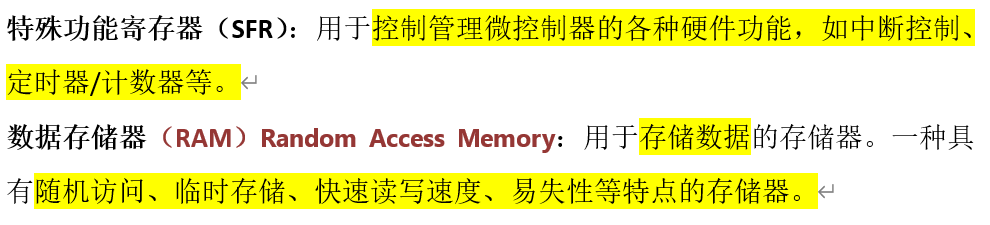 特殊功能寄存器（SFR）：用于控制管理微控制器的各种硬件功能，如中断控制、
定时器/计数器等。
数据存储器（RAM）Random Access Memory：用于存储数据的存储器。一种具
有随机访问、临时存储、快速读写速度、易失性等特点的存储器。